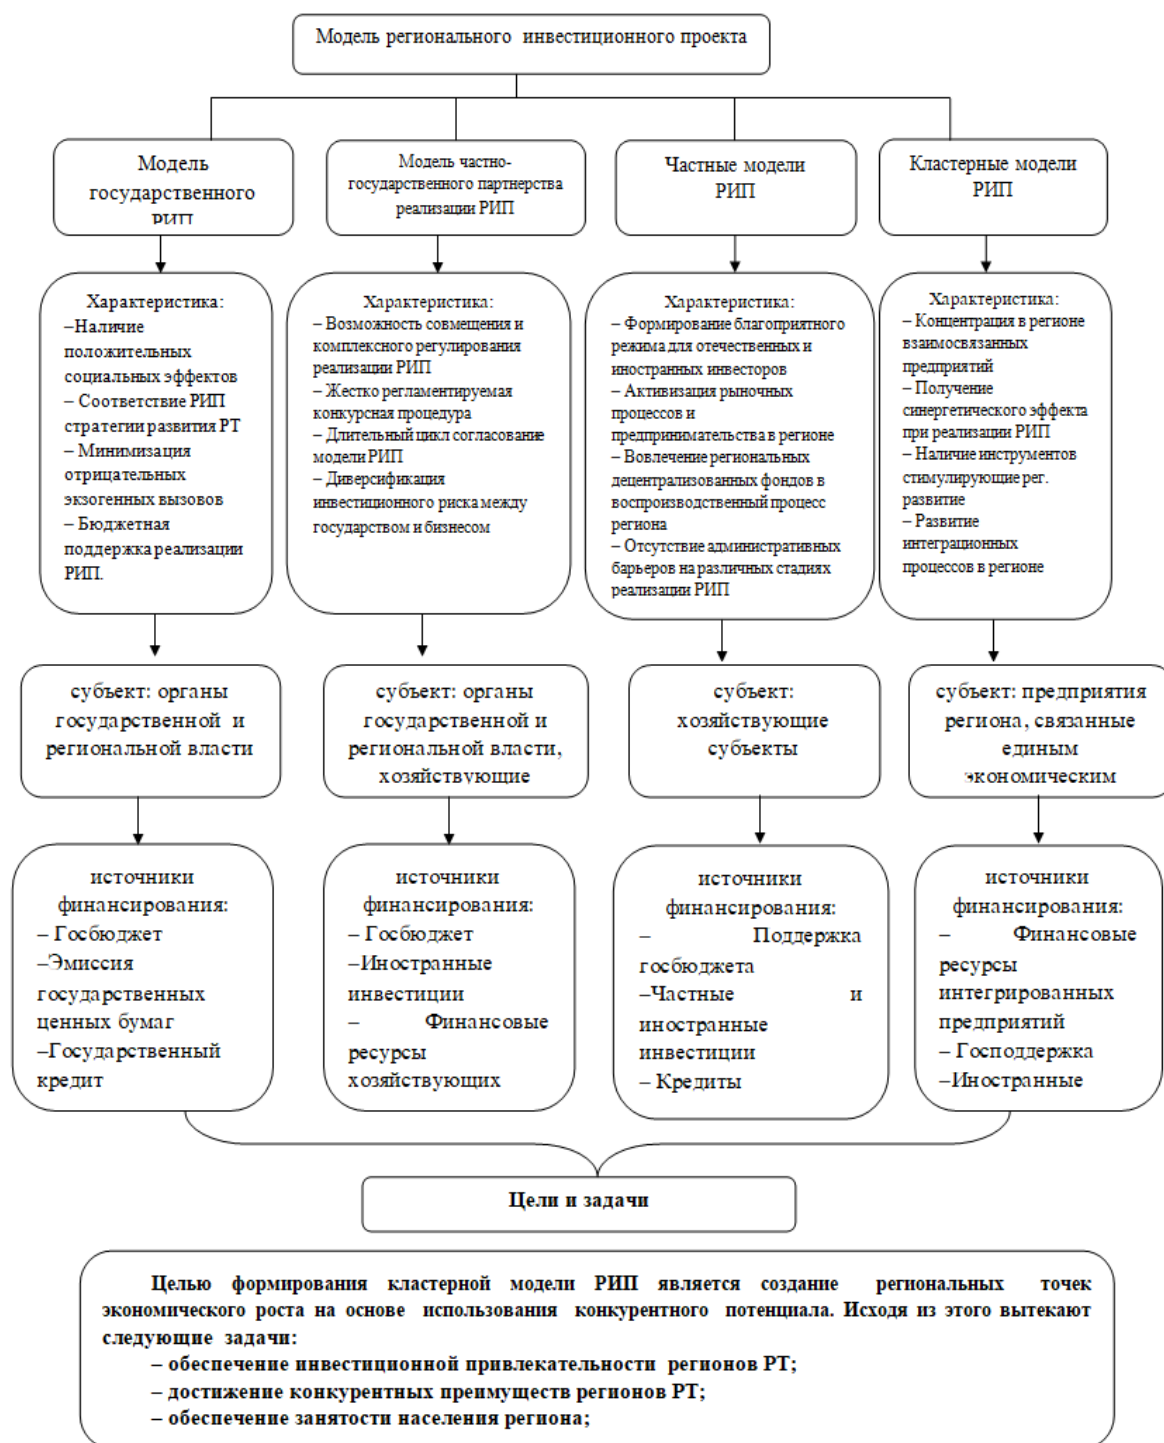 Модель регионального инвестиционного проекта
Модель
государственного
РИП
Модель частно-
государственного партнерства
реализации РИП
Частные модели
РИП
Кластерные модели
РИП
Характеристика:
–Наличие
положительных
социальных эффектов
– Соответствие РИП
стратегии развития РТ
– Минимизация
отрицательных
экзогенных вызовов
– Бюджетная
поддержка реализации
РИП.
Характеристика:
– Возможность совмещения и
комплексного регулирования
реализации РИП
– Жестко регламентируемая
конкурсная процедура
– Длительный цикл согласование
модели РИП
– Диверсификация
инвестиционного риска между
государством и бизнесом
Характеристика:
– Формирование благоприятного
режима для отечественных и
иностранных инвесторов
– Активизация рыночных
процессов и
предпринимательства в регионе
– Вовлечение региональных
децентрализованных фондов в
воспроизводственный процесс
региона
– Отсутствие административных
барьеров на различных стадиях
реализации РИП
Характеристика:
– Концентрация в регионе
взаимосвязанных
предприятий
– Получение
синергетического эффекта
при реализации РИП
– Наличие инструментов
стимулирующие рег.
развитие
– Развитие
интеграционных
процессов в регионе
субъект: органы
государственной и
региональной власти
субъект: органы
государственной и
региональной власти,
хозяйствующие
субъект:
хозяйствующие
субъекты
субъект: предприятия
региона, связанные
единым
экономическим
источники
финансирования:
– Госбюджет
–Эмиссия
государственных
ценных бумаг
–Государственный
кредит
источники
финансирования:
– Госбюджет
–Иностранные
инвестиции
– Финансовые
ресурсы
хозяйствующих
источники
финансирования:
– Поддержка
госбюджета
–Частные и
иностранные
инвестиции
– Кредиты
источники
финансирования:
– Финансовые
ресурсы
интегрированных
предприятий
– Господдержка
–Иностранные
Цели и задачи
Целью формирования кластерной модели РИП является создание региональных точек
экономического роста на основе использования конкурентного потенциала. Исходя из этого вытекают
следующие задачи:
– обеспечение инвестиционной привлекательности регионов РТ;
– достижение конкурентных преимуществ регионов РТ;
– обеспечение занятости населения региона;